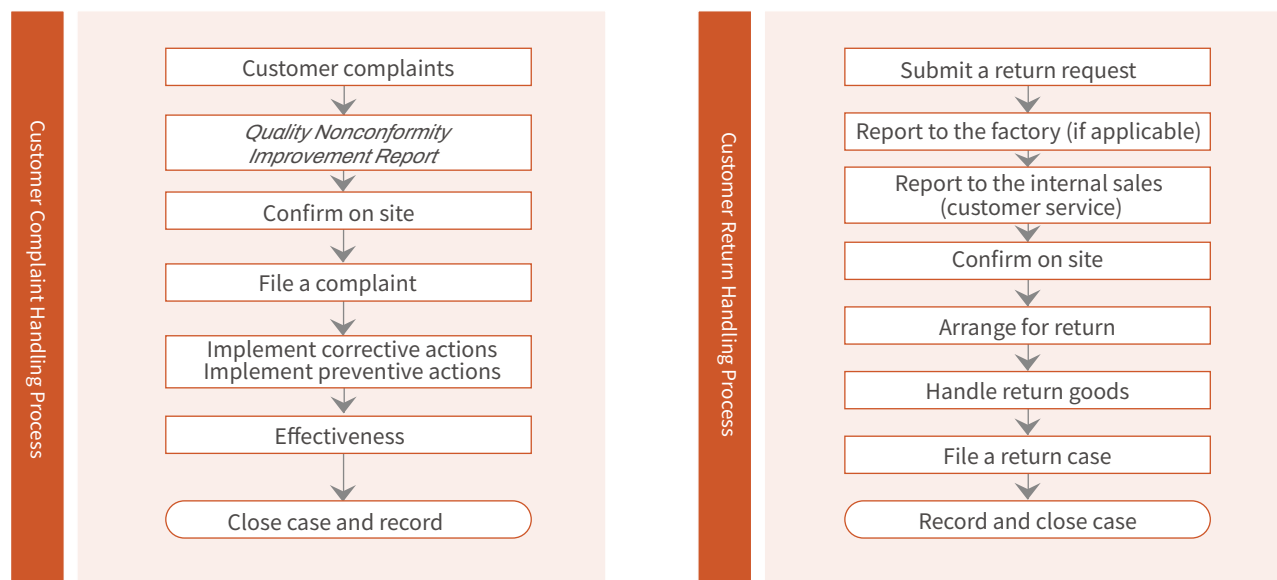 Customer Complaint Handling Process
Customer complaints
Quality Nonconformity
Improvement Report
Confirm on site
File a complaint
Implement corrective actions
Implement preventive actions
Effectiveness
Close case and record
Customer Return Handling Process
Submit a return request
Report to the factory (if applicable)
Report to the internal sales
(customer service)
Confirm on site
Arrange for return
Handle return goods
File a return case
Record and close case